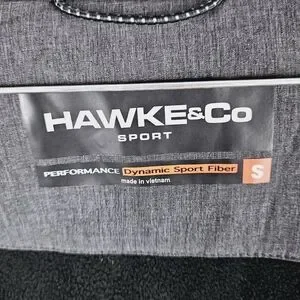 HAWKE&Co
SPORT
PERFORMANCE Dynamic Sport Fiber S
made in vietnam